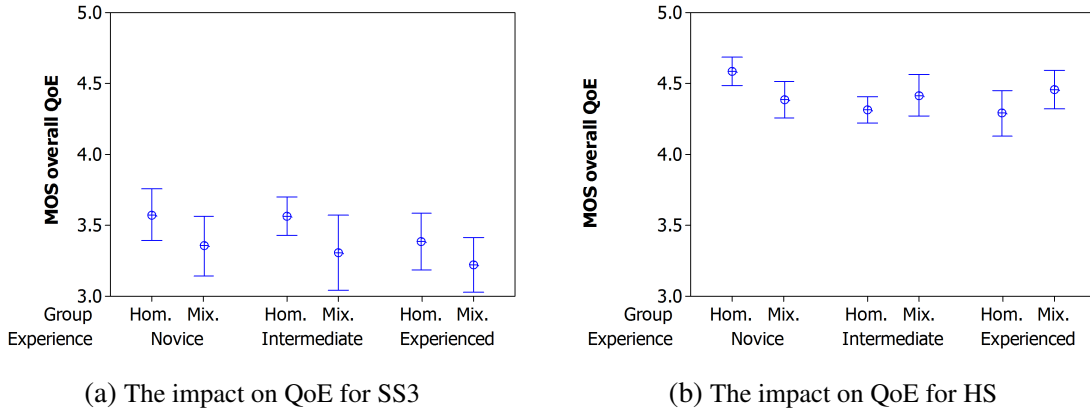 5.0
4.5
4.0
3.5
3.0
MOS overall QoE
Group Hom. Mix. Hom. Mix. Hom. Mix.
Experience Novice Intermediate Experienced
(a) The impact on QoE for SS3
5.0
4.5
4.0
3.5
3.0
MOS overall QoE
Group Hom. Mix. Hom. Mix. Hom. Mix.
Experience Novice Intermediate Experienced
(b) The impact on QoE for HS